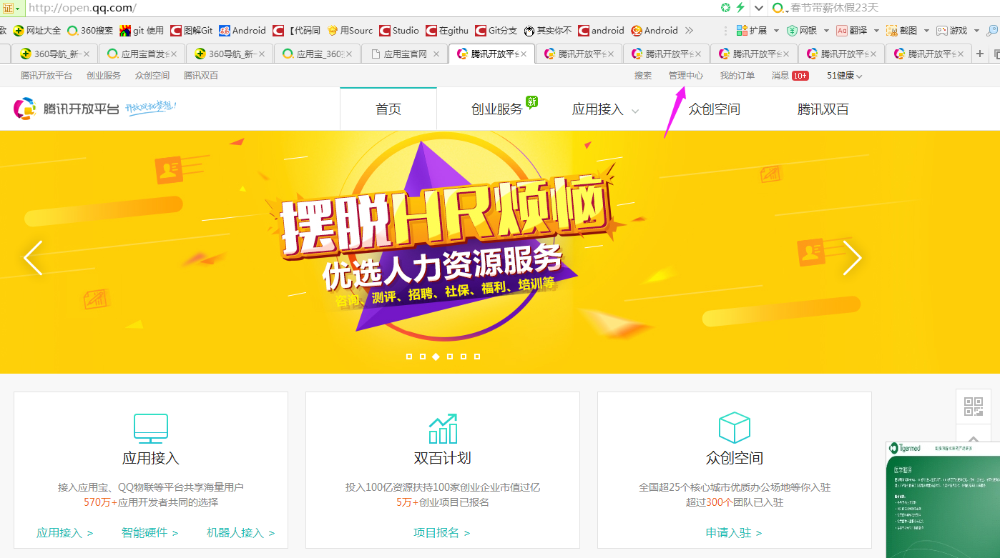 证 http://open.qq.com/ 春节带薪休假23天
歌 网址大全 360搜索 git 使用 图解Git Android 【代码同 用Sourc Studio 在githu Git分支 其实你不 android Android 扩展 网银 Aa 翻译 截图 游戏
360导航_新一 应用宝首发合 360导航_新一 应用宝_360 应用宝官网 腾讯开放平台 腾讯开放平台 腾讯开放平台 腾讯开放平台 腾讯开放平台 腾讯开放平台
腾讯开放平台 创业服务 众创空间 腾讯双百 搜索 管理中心 我的订单 消息 10+ 51健康
腾讯开放平台 开放成就梦想! 首页 创业服务 新 应用接入 众创空间 腾讯双百
摆脱HR烦恼
优选人力资源服务
咨询、测评、招聘、社保、福利、培训等
应用接入
接入应用宝、QQ物联等平台共享海量用户
570万+应用开发者共同的选择
应用接入 > 智能硬件 > 机器人接入 >
双百计划
投入100亿资源扶持100家创业企业市值过亿
5万+创业项目已报名
项目报名 >
众创空间
全国超25个核心城市优质办公场地等你入驻
超过300个团队已入驻
申请入驻 >
Tigermed
医学翻译